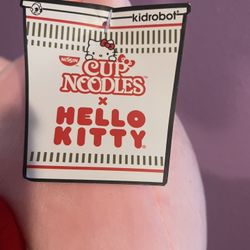 kidrobot
NISSIN
CUP
NOODLES
×
HELLO
KITTY